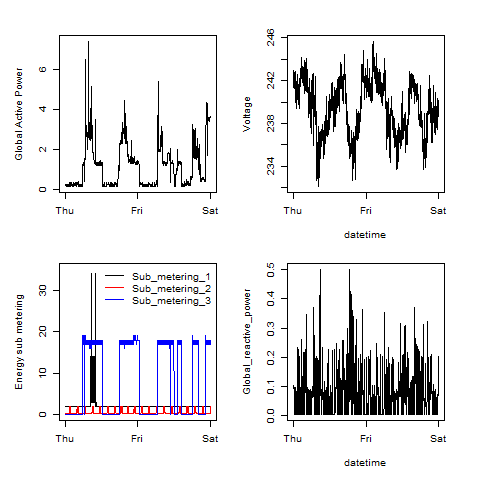 Global Active Power
0 2 4 6
Thu Fri Sat
Voltage
234 238 242 246
Thu Fri Sat
datetime
Energy sub metering
0 10 20 30
Sub_metering_1
Sub_metering_2
Sub_metering_3
Thu Fri Sat
Global_reactive_power
0.0 0.1 0.2 0.3 0.4 0.5
Thu Fri Sat
datetime